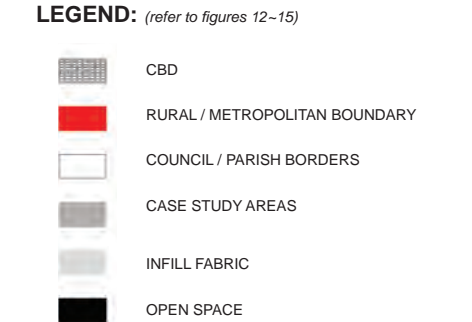 LEGEND: (refer to figures 12~15)
CBD
RURAL / METROPOLITAN BOUNDARY
COUNCIL / PARISH BORDERS
CASE STUDY AREAS
INFILL FABRIC
OPEN SPACE